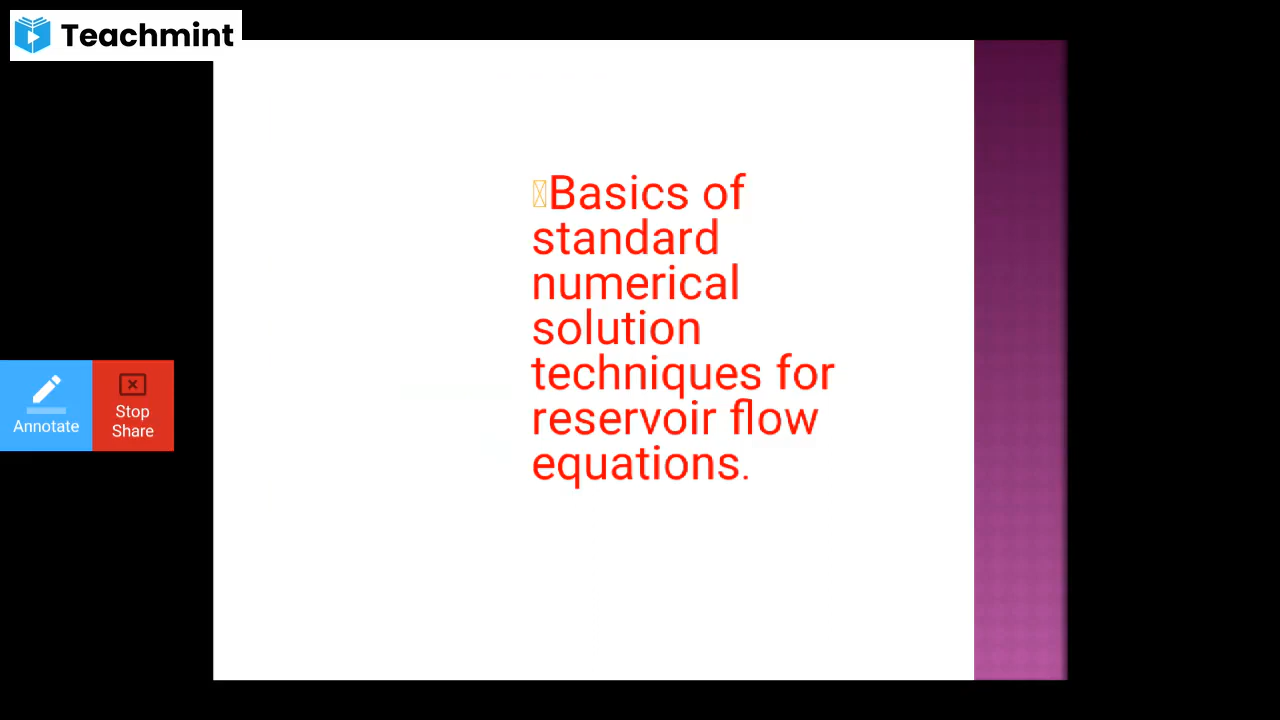 Teachmint
Basics of
standard
numerical
solution
techniques for
reservoir flow
equations.
Annotate
Stop
Share